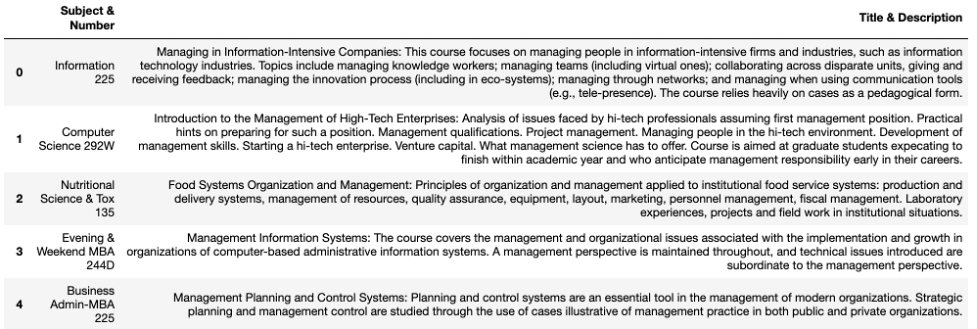 Subject &
Number
Title & Description
0
Information
225
Managing in Information-Intensive Companies: This course focuses on managing people in information-intensive firms and industries, such as information
technology industries. Topics include managing knowledge workers; managing teams (including virtual ones); collaborating across disparate units, giving and
receiving feedback; managing the innovation process (including in eco-systems); managing through networks; and managing when using communication tools
(e.g., tele-presence). The course relies heavily on cases as a pedagogical form.
1
Computer
Science 292W
Introduction to the Management of High-Tech Enterprises: Analysis of issues faced by hi-tech professionals assuming first management position. Practical
hints on preparing for such a position. Management qualifications. Project management. Managing people in the hi-tech environment. Development of
management skills. Starting a hi-tech enterprise. Venture capital. What management science has to offer. Course is aimed at graduate students expecating to
finish within academic year and who anticipate management responsibility early in their careers.
2
Nutritional
Science & Tox
135
Food Systems Organization and Management: Principles of organization and management applied to institutional food service systems: production and
delivery systems, management of resources, quality assurance, equipment, layout, marketing, personnel management, fiscal management. Laboratory
experiences, projects and field work in institutional situations.
3
Evening &
Weekend MBA
244D
Management Information Systems: The course covers the management and organizational issues associated with the implementation and growth in
organizations of computer-based administrative information systems. A management perspective is maintained throughout, and technical issues introduced are
subordinate to the management perspective.
4
Business
Admin-MBA
225
Management Planning and Control Systems: Planning and control systems are an essential tool in the management of modern organizations. Strategic
planning and management control are studied through the use of cases illustrative of management practice in both public and private organizations.